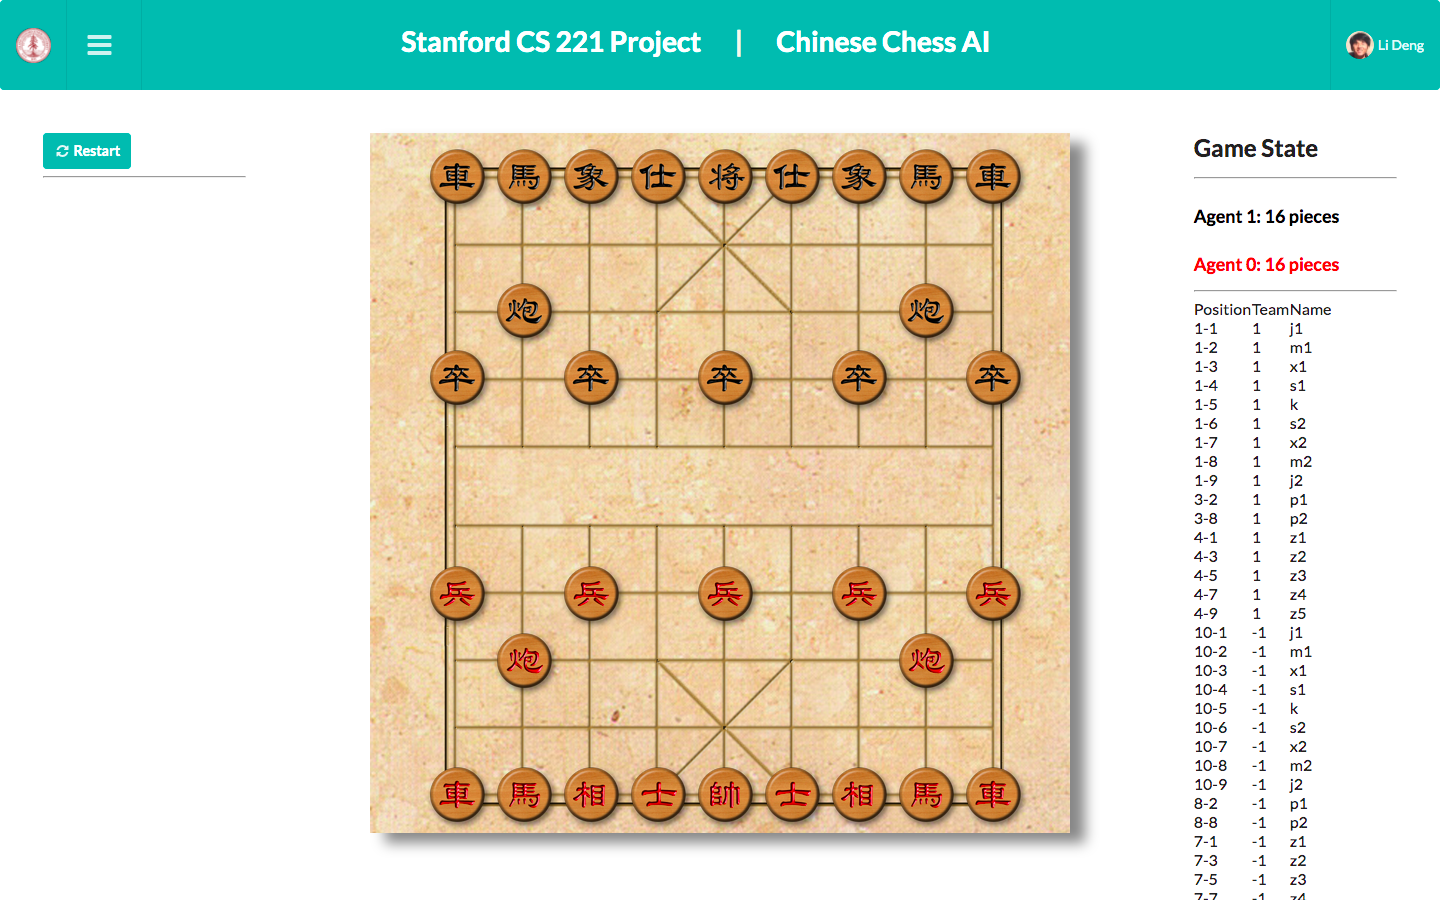 Stanford CS 221 Project | Chinese Chess AI
Li Deng
Restart
車 馬 象 仕 将 仕 象 馬 車
炮 炮
卒 卒 卒 卒 卒
兵 兵 兵 兵 兵
炮 炮
車 馬 相 士 帥 士 相 馬 車
Game State
Agent 1: 16 pieces
Agent 0: 16 pieces
Position Team Name
1-1 1 j1
1-2 1 m1
1-3 1 x1
1-4 1 s1
1-5 1 k
1-6 1 s2
1-7 1 x2
1-8 1 m2
1-9 1 j2
3-2 1 p1
3-8 1 p2
4-1 1 z1
4-3 1 z2
4-5 1 z3
4-7 1 z4
4-9 1 z5
10-1 -1 j1
10-2 -1 m1
10-3 -1 x1
10-4 -1 s1
10-5 -1 k
10-6 -1 s2
10-7 -1 x2
10-8 -1 m2
10-9 -1 j2
8-2 -1 p1
8-8 -1 p2
7-1 -1 z1
7-3 -1 z2
7-5 -1 z3
7-7 -1 z4